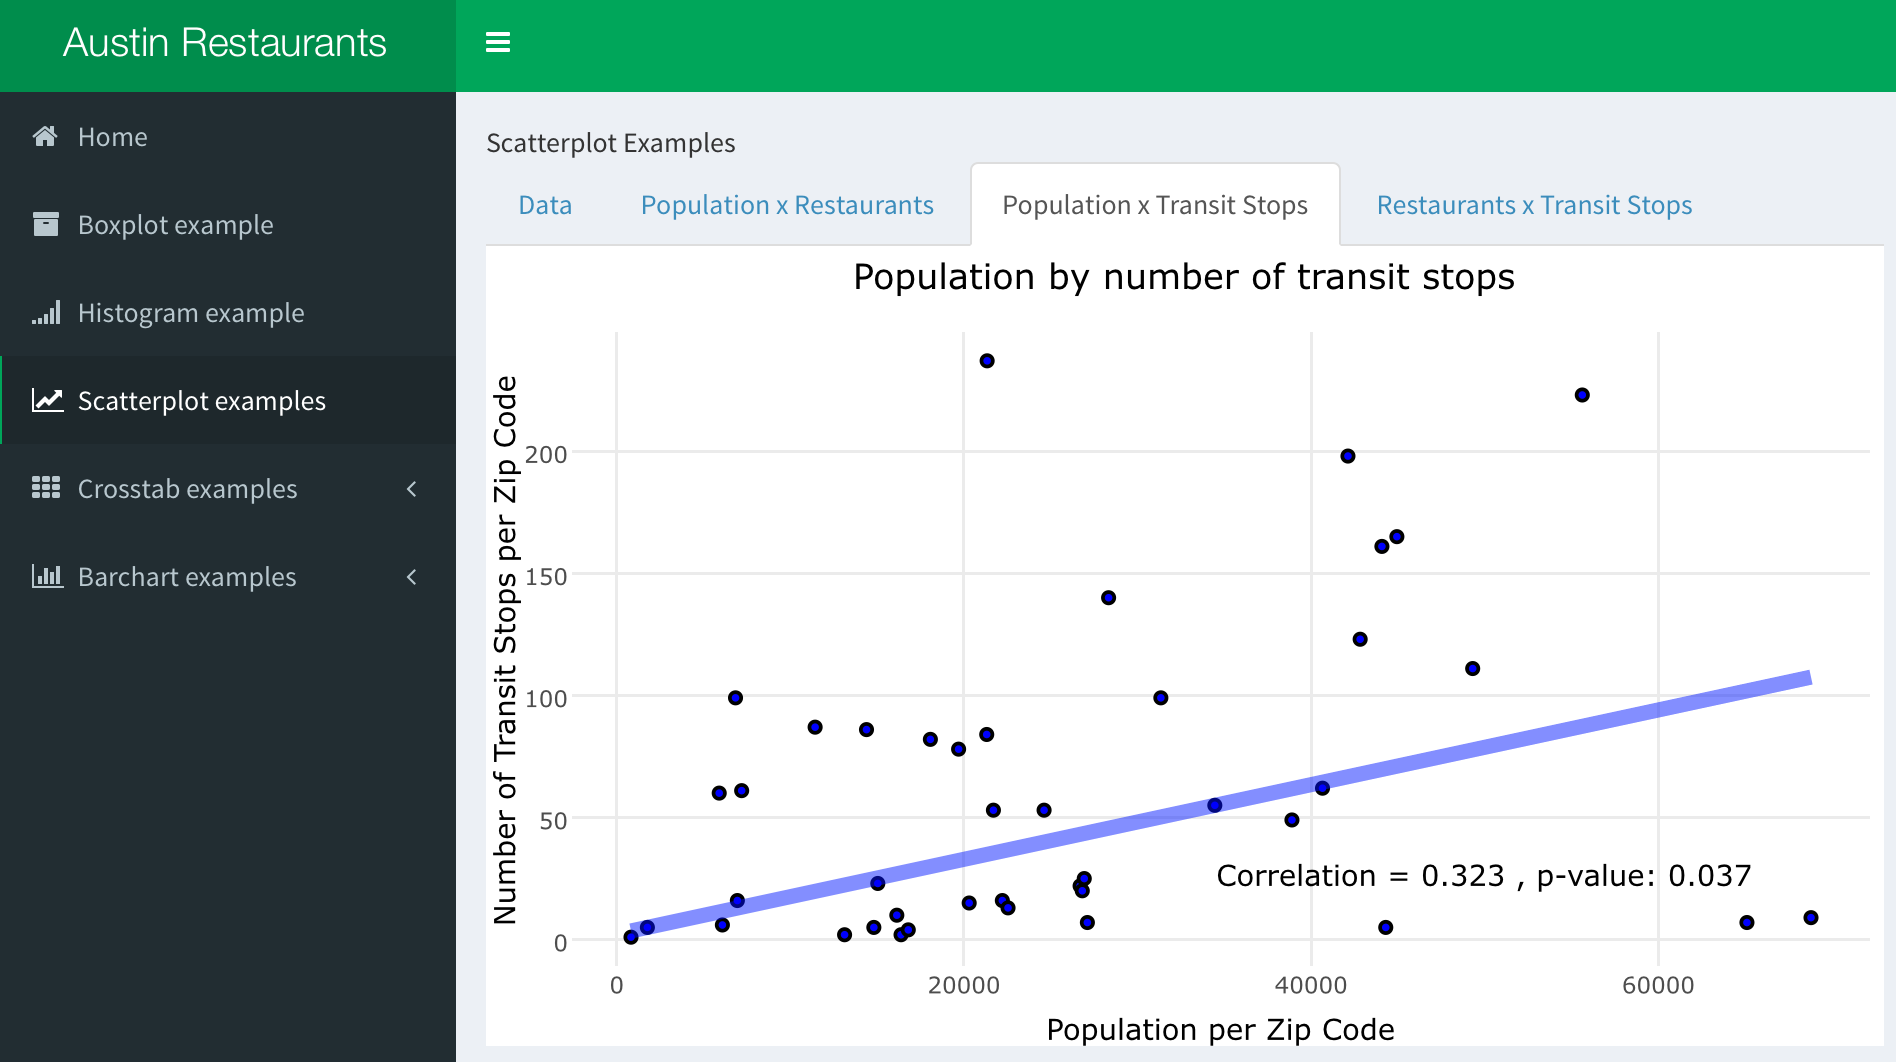 Austin Restaurants
Home
Boxplot example
Histogram example
Scatterplot examples
Crosstab examples
Barchart examples
Scatterplot Examples
Data
Population x Restaurants
Population x Transit Stops
Restaurants x Transit Stops
Population by number of transit stops
Number of Transit Stops per Zip Code
200
150
100
50
0
Correlation = 0.323 , p-value: 0.037
0
20000
40000
60000
Population per Zip Code